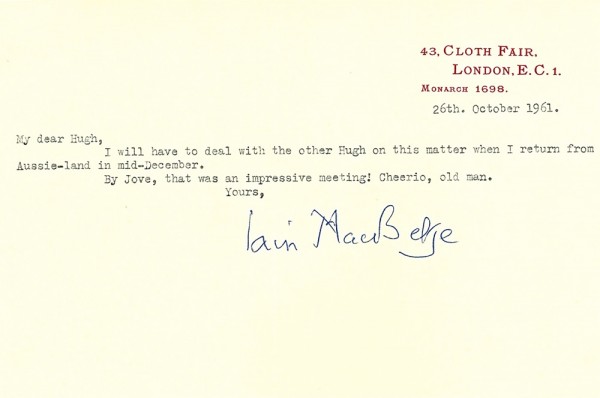 43, CLOTH FAIR,
LONDON, E.C.1.
MONARCH 1698.
26th. October 1961.
My dear Hugh,
I will have to deal with the other Hugh on this matter when I return from
Aussie-land in mid-December.
By Jove, that was an impressive meeting! Cheerio, old man.
Yours,
Iain MacBetje